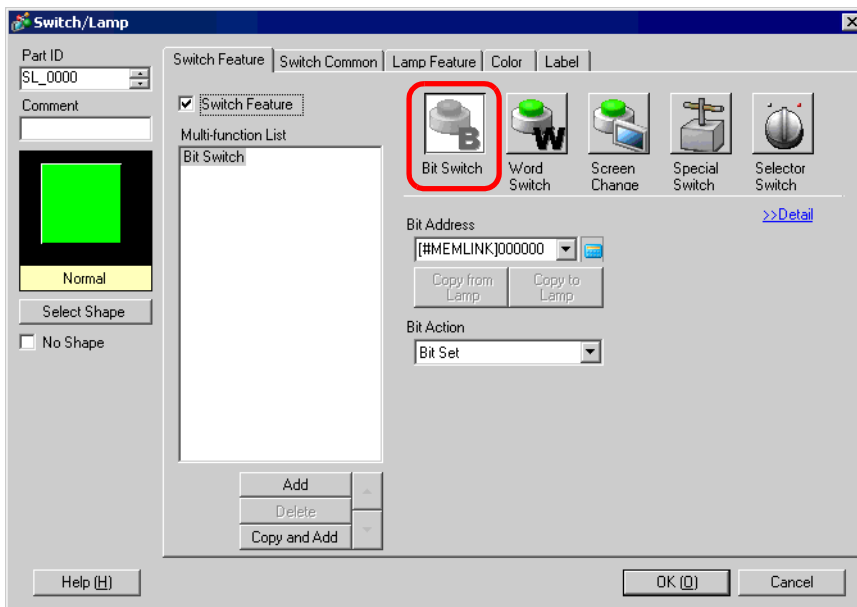 Switch/Lamp
Part ID
SL_0000
Comment
Normal
Select Shape
No Shape
Switch Feature
Switch Common
Lamp Feature
Color
Label
Switch Feature
Multi-function List
Bit Switch
Add
Delete
Copy and Add
B
Bit Switch
W
Word
Switch
Screen
Change
Special
Switch
Selector
Switch
>>Detail
Bit Address
[#MEMLINK]000000
Copy from
Lamp
Copy to
Lamp
Bit Action
Bit Set
Help (H)
OK (O)
Cancel